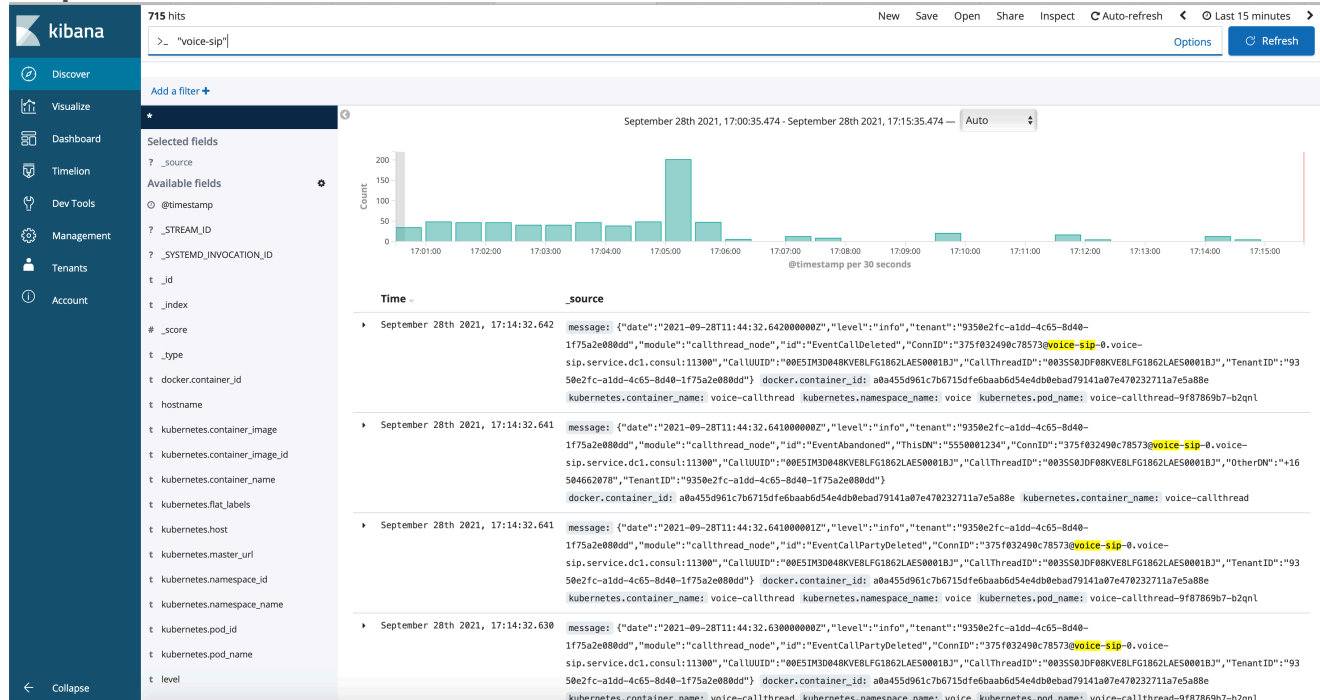 kibana
Discover
Visualize
Dashboard
Timelion
Dev Tools
Management
Tenants
Account
Collapse
715 hits
New Save Open Share Inspect Auto-refresh Last 15 minutes
>_ "voice-sip"
Options
Refresh
Add a filter +
*
Selected fields
? _source
Available fields
@timestamp
? _STREAM_ID
? _SYSTEMD_INVOCATION_ID
t _id
t _index
# _score
t _type
t docker.container_id
t hostname
t kubernetes.container_image
t kubernetes.container_image_id
t kubernetes.container_name
t kubernetes.flat_labels
t kubernetes.host
t kubernetes.master_url
t kubernetes.namespace_id
t kubernetes.namespace_name
t kubernetes.pod_id
t kubernetes.pod_name
t level
September 28th 2021, 17:00:35.474 - September 28th 2021, 17:15:35.474 — Auto
Count
200
150
100
50
0
17:01:00 17:02:00 17:03:00 17:04:00 17:05:00 17:06:00 17:07:00 17:08:00 17:09:00 17:10:00 17:11:00 17:12:00 17:13:00 17:14:00 17:15:00
@timestamp per 30 seconds
Time _source
September 28th 2021, 17:14:32.642 message: {"date":"2021-09-28T11:44:32.642000000Z","level":"info","tenant":"9350e2fc-a1dd-4c65-8d40-
1f75a2e080dd","module":"callthread_node","id":"EventCallDeleted","ConnID":"375f032490c78573@voice-sip-0.voice-
sip.service.dc1.consul:11300","CallUUID":"00E5IM3D048KVE8LFG1862LAES0001BJ","CallThreadID":"003SS0JDF08KVE8LFG1862LAES0001BJ","TenantID":"93
50e2fc-a1dd-4c65-8d40-1f75a2e080dd"} docker.container_id: a0a455d961c7b6715dfe6baab6d54e4db0ebad79141a07e470232711a7e5a88e
kubernetes.container_name: voice-callthread kubernetes.namespace_name: voice kubernetes.pod_name: voice-callthread-9f87869b7-b2qnl
September 28th 2021, 17:14:32.641 message: {"date":"2021-09-28T11:44:32.641000000Z","level":"info","tenant":"9350e2fc-a1dd-4c65-8d40-
1f75a2e080dd","module":"callthread_node","id":"EventAbandoned","ThisDN":"5550001234","ConnID":"375f032490c78573@voice-sip-0.voice-
sip.service.dc1.consul:11300","CallUUID":"00E5IM3D048KVE8LFG1862LAES0001BJ","CallThreadID":"003SS0JDF08KVE8LFG1862LAES0001BJ","OtherDN":"+16
504662078","TenantID":"9350e2fc-a1dd-4c65-8d40-1f75a2e080dd"}
docker.container_id: a0a455d961c7b6715dfe6baab6d54e4db0ebad79141a07e470232711a7e5a88e kubernetes.container_name: voice-callthread
September 28th 2021, 17:14:32.641 message: {"date":"2021-09-28T11:44:32.641000001Z","level":"info","tenant":"9350e2fc-a1dd-4c65-8d40-
1f75a2e080dd","module":"callthread_node","id":"EventCallPartyDeleted","ConnID":"375f032490c78573@voice-sip-0.voice-
sip.service.dc1.consul:11300","CallUUID":"00E5IM3D048KVE8LFG1862LAES0001BJ","CallThreadID":"003SS0JDF08KVE8LFG1862LAES0001BJ","TenantID":"93
50e2fc-a1dd-4c65-8d40-1f75a2e080dd"} docker.container_id: a0a455d961c7b6715dfe6baab6d54e4db0ebad79141a07e470232711a7e5a88e
kubernetes.container_name: voice-callthread kubernetes.namespace_name: voice kubernetes.pod_name: voice-callthread-9f87869b7-b2qnl
September 28th 2021, 17:14:32.630 message: {"date":"2021-09-28T11:44:32.630000000Z","level":"info","tenant":"9350e2fc-a1dd-4c65-8d40-
1f75a2e080dd","module":"callthread_node","id":"EventCallPartyDeleted","ConnID":"375f032490c78573@voice-sip-0.voice-
sip.service.dc1.consul:11300","CallUUID":"00E5IM3D048KVE8LFG1862LAES0001BJ","CallThreadID":"003SS0JDF08KVE8LFG1862LAES0001BJ","TenantID":"93
50e2fc-a1dd-4c65-8d40-1f75a2e080dd"} docker.container_id: a0a455d961c7b6715dfe6baab6d54e4db0ebad79141a07e470232711a7e5a88e
kubernetes.container_name: voice-callthread kubernetes.namespace_name: voice kubernetes.pod_name: voice-callthread-9f87869b7-b2qnl